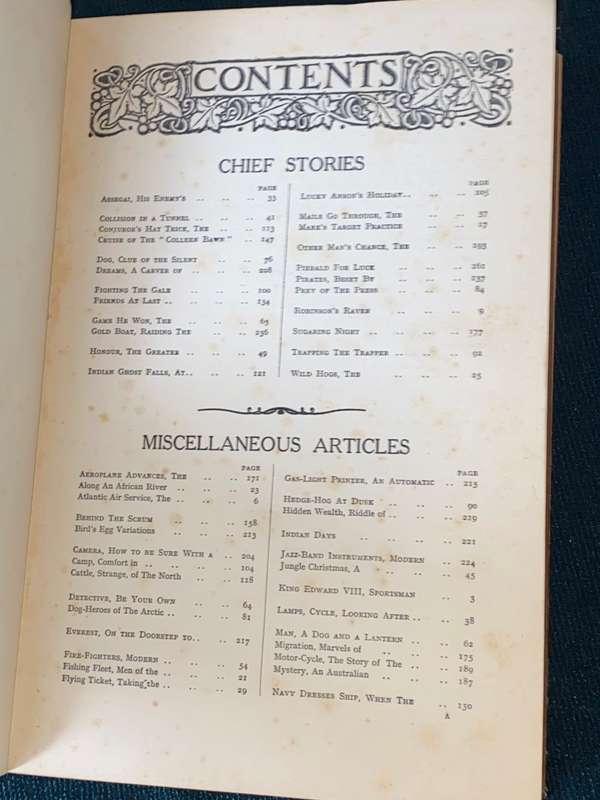 CONTENTS
CHIEF STORIES
PAGE
Assegai, His Enemy's .. .. .. 33
Collision in a Tunnel .. .. .. 41
Conjuror's Hat Trick, The .. .. 213
Cruise of the "Colleen Bawn" .. 247
Dog, Clue of the Silent .. .. 76
Dreams, A Carver of .. .. .. 208
Fighting the Gale .. .. .. 100
Friends At Last .. .. .. .. 134
Game He Won, The .. .. .. 65
Gold Boat, Raiding The .. .. 256
Honour, The Greater .. .. .. 49
Indian Ghost Falls, At .. .. .. 121
PAGE
Lucky Anson's Holiday .. .. .. 205
Mails Go Through, The .. .. 57
Make's Target Practice .. .. 27
Other Man's Chance, The .. .. 293
Piebald For Luck .. .. .. 261
Pirates, Beset By .. .. .. 237
Prey of The Press .. .. .. 84
Robinson's Raven .. .. .. 9
Sugaring Night .. .. .. .. 177
Trapping The Trapper .. .. .. 92
Wild Hogs, The .. .. .. 25
MISCELLANEOUS ARTICLES
PAGE
Aeroplane Advances, The .. .. 171
Along An African River .. .. .. 23
Atlantic Air Service, The .. .. .. 6
Behind The Scrum .. .. .. 158
Bird's Egg Variations .. .. .. 213
Camera, How to be Sure With a .. 204
Camp, Comfort in .. .. .. .. 104
Cattle, Strange, of The North .. .. 118
Detective, Be Your Own .. .. 64
Dog-Heroes of The Arctic .. .. .. 81
Everest, On the Doorstep to .. .. 217
Fire-Fighters, Modern .. .. .. 54
Fishing Fleet, Men of the .. .. .. 21
Flying Ticket, Taking the .. .. 29
PAGE
Gas-Light Printer, An Automatic .. 215
Hedge-Hog At Dusk .. .. .. 90
Hidden Wealth, Riddle of .. .. .. 229
Indian Days .. .. .. .. 221
Jazz-Band Instruments, Modern .. 224
Jungle Christmas, A .. .. .. 45
King Edward VIII, Sportsman .. 3
Lamps, Cycle, Looking After .. .. 38
Man, A Dog and A Lantern .. .. 62
Migration, Marvels of .. .. .. 175
Motor-Cycle, The Story of The .. .. 189
Mystery, An Australian .. .. .. 187
Navy Dresses Ship, When The .. 150
A